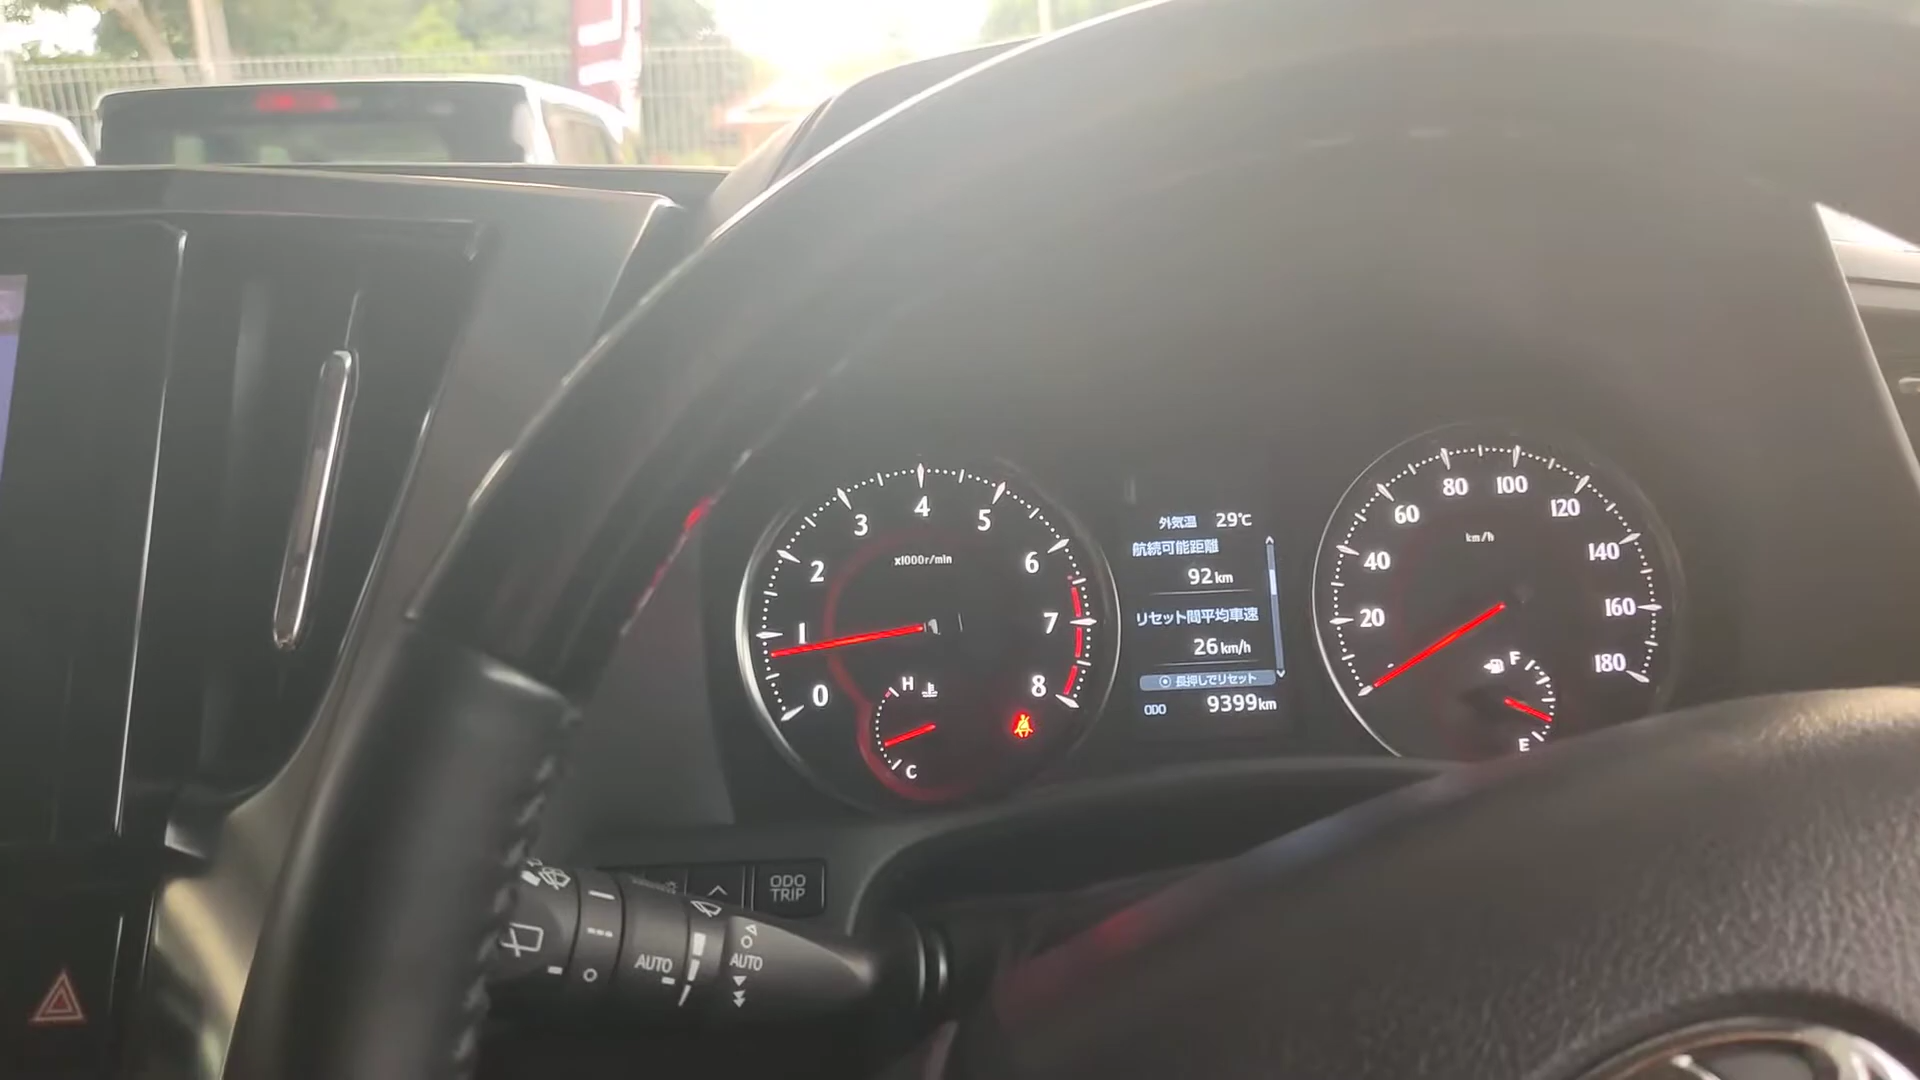 0
1
2
3
4
5
6
7
8
x1000r/min
H
C
外気温 29℃
航続可能距離
92km
リセット間平均車速
26km/h
長押しでリセット
ODO 9399km
20
40
60
80
100
120
140
160
180
km/h
F
E
ODO
TRIP
AUTO
AUTO